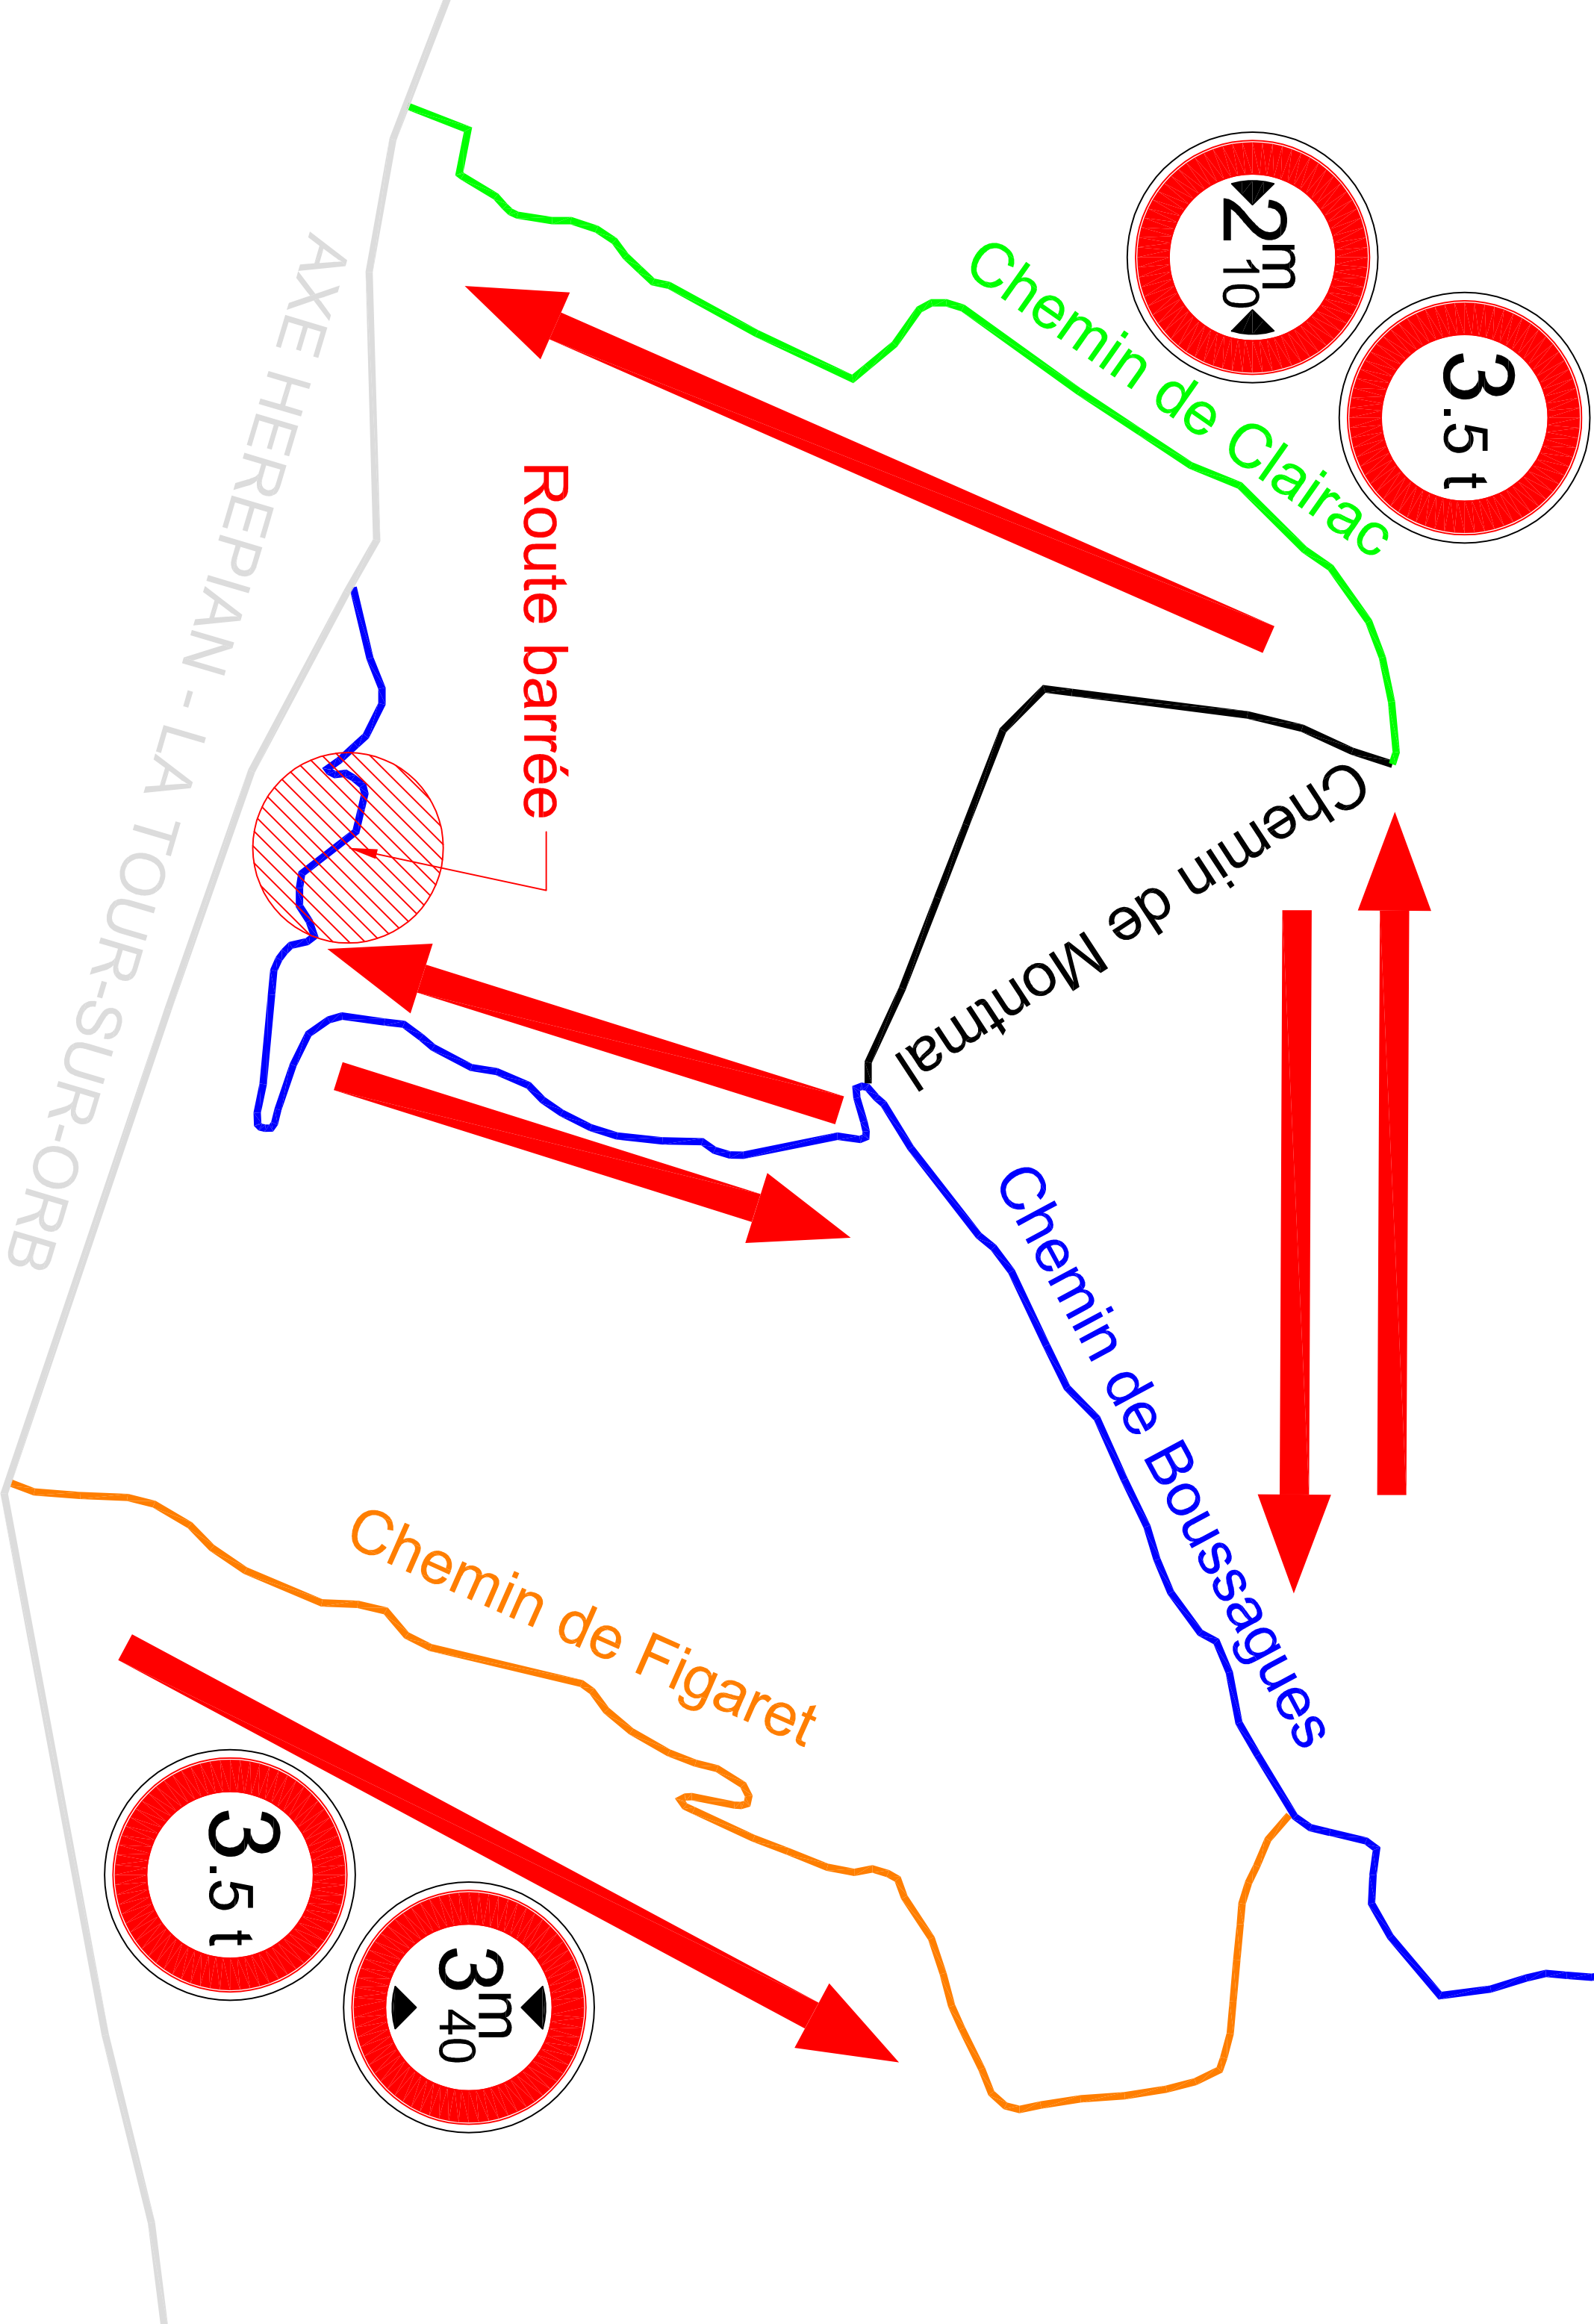 AXE HEREPIAN - LA TOUR-SUR-ORB
Chemin de Clairac
2m10
3.5 t
Route barrée
Chemin de Montmal
Chemin de Boussagues
Chemin de Figaret
3.5 t
3m40